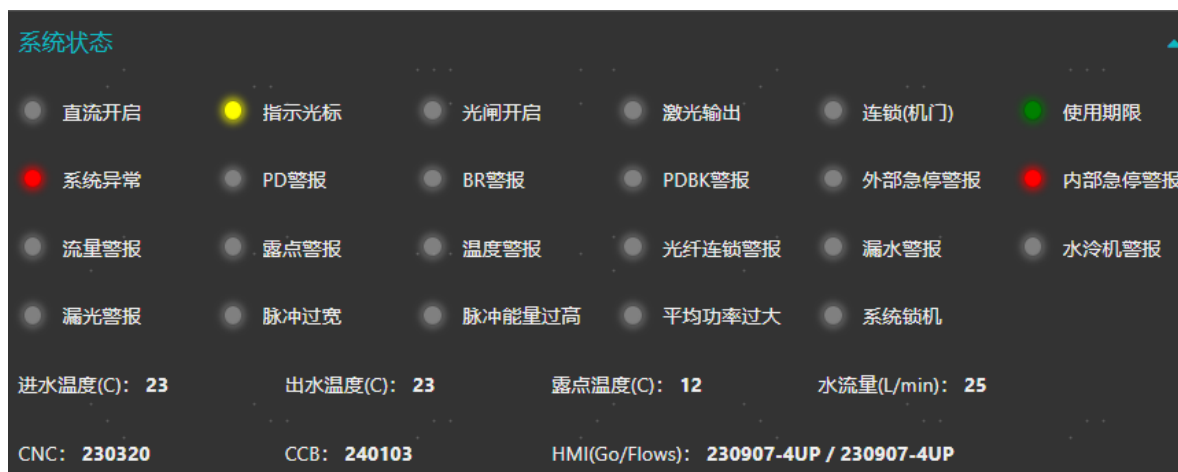 系统状态
直流开启 指示光标 光闸开启 激光输出 连锁(机门) 使用期限
系统异常 PD警报 BR警报 PDBK警报 外部急停警报 内部急停警报
流量警报 露点警报 温度警报 光纤连锁警报 漏水警报 水冷机警报
漏光警报 脉冲过宽 脉冲能量过高 平均功率过大 系统锁机
进水温度(C): 23 出水温度(C): 23 露点温度(C): 12 水流量(L/min): 25
CNC: 230320 CCB: 240103 HMI(Go/Flows): 230907-4UP / 230907-4UP